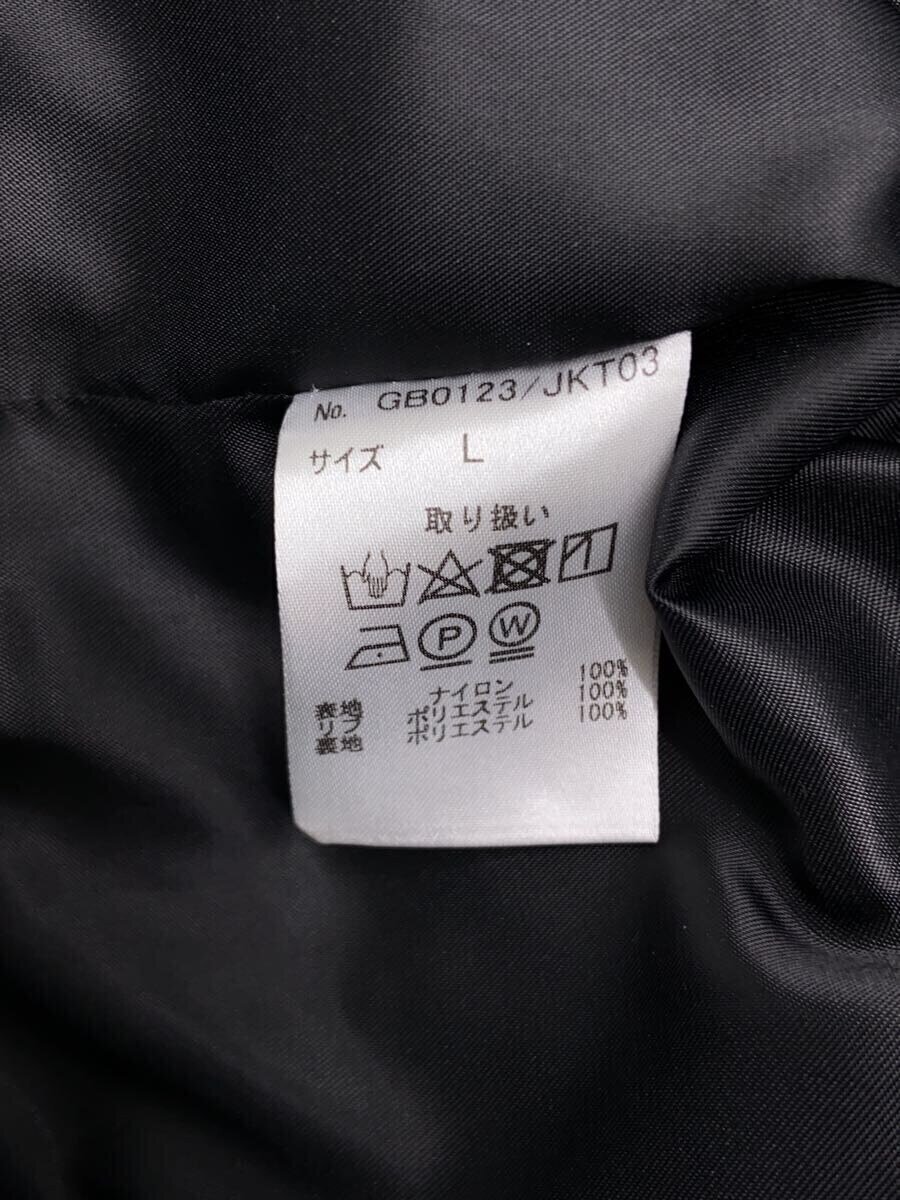 No. GB0123/JKT03
サイズ L
取り扱い
P W
表地 ナイロン 100%
リブ ポリエステル 100%
裏地 ポリエステル 100%